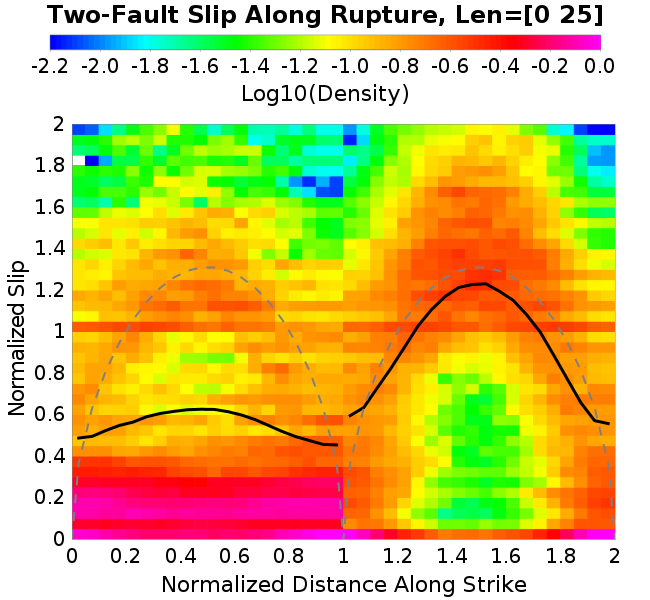 Two-Fault Slip Along Rupture, Len=[0 25]
-2.2 -2.0 -1.8 -1.6 -1.4 -1.2 -1.0 -0.8 -0.6 -0.4 -0.2 0.0
Log10(Density)
2
1.8
1.6
1.4
1.2
1
0.8
0.6
0.4
0.2
0
Normalized Slip
0 0.2 0.4 0.6 0.8 1 1.2 1.4 1.6 1.8 2
Normalized Distance Along Strike